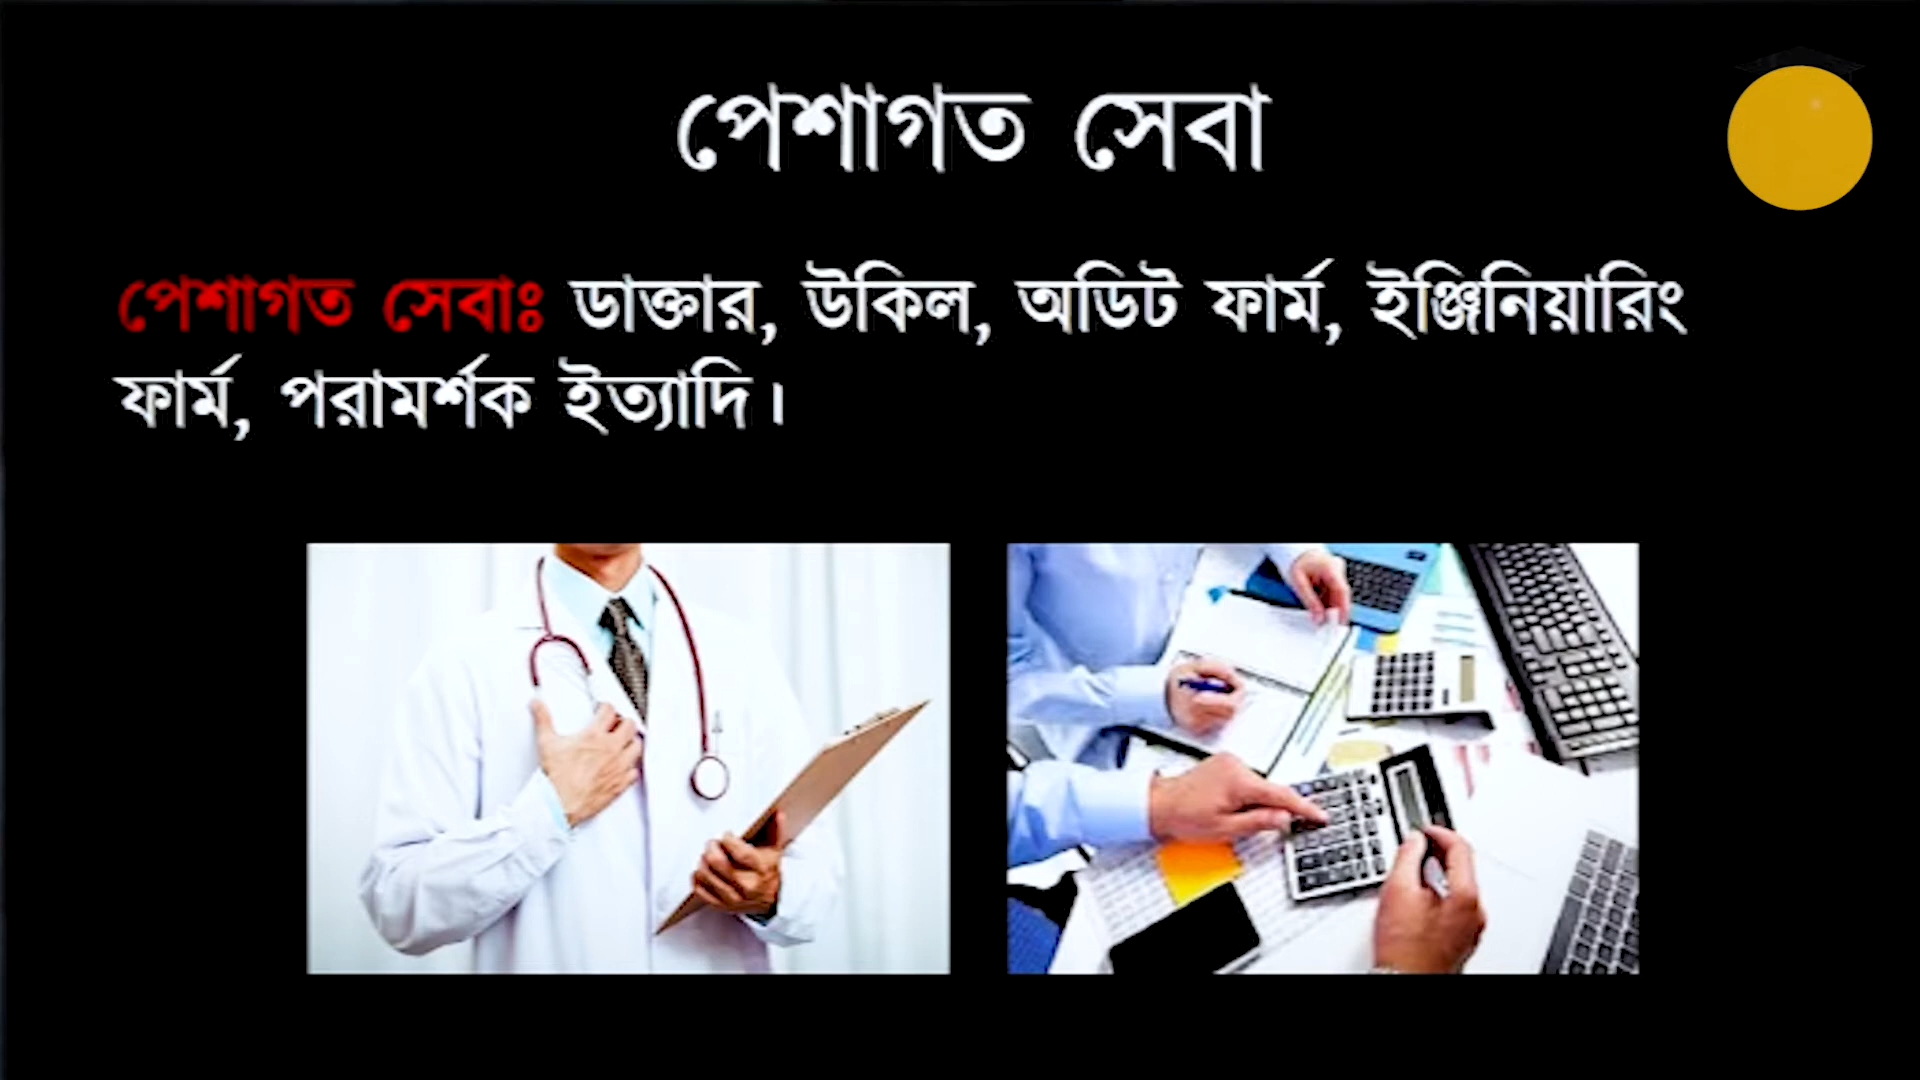 পেশাগত সেবা
পেশাগত সেবাঃ ডাক্তার, উকিল, অডিট ফার্ম, ইঞ্জিনিয়ারিং
ফার্ম, পরামর্শক ইত্যাদি।